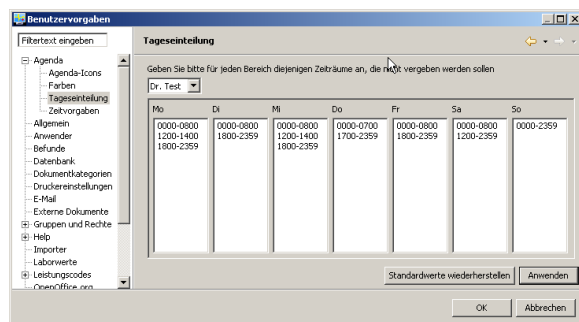 Benutzervorgaben
Filtertext eingeben
Agenda
Agenda-Icons
Farben
Tageseinteilung
Zeitvorgaben
Allgemein
Anwender
Befunde
Datenbank
Dokumentkategorien
Druckereinstellungen
E-Mail
Externe Dokumente
Gruppen und Rechte
Help
Importer
Laborwerte
Leistungscodes
OpenOffice.org
Tageseinteilung
Geben Sie bitte für jeden Bereich diejenigen Zeiträume an, die nicht vergeben werden sollen
Dr. Test
Mo Di Mi Do Fr Sa So
0000-0800 0000-0800 0000-0800 0000-0700 0000-0800 0000-0800 0000-2359
1200-1400 1800-2359 1200-1400 1700-2359 1800-2359 1200-2359
1800-2359 1800-2359
Standardwerte wiederherstellen Anwenden
OK Abbrechen